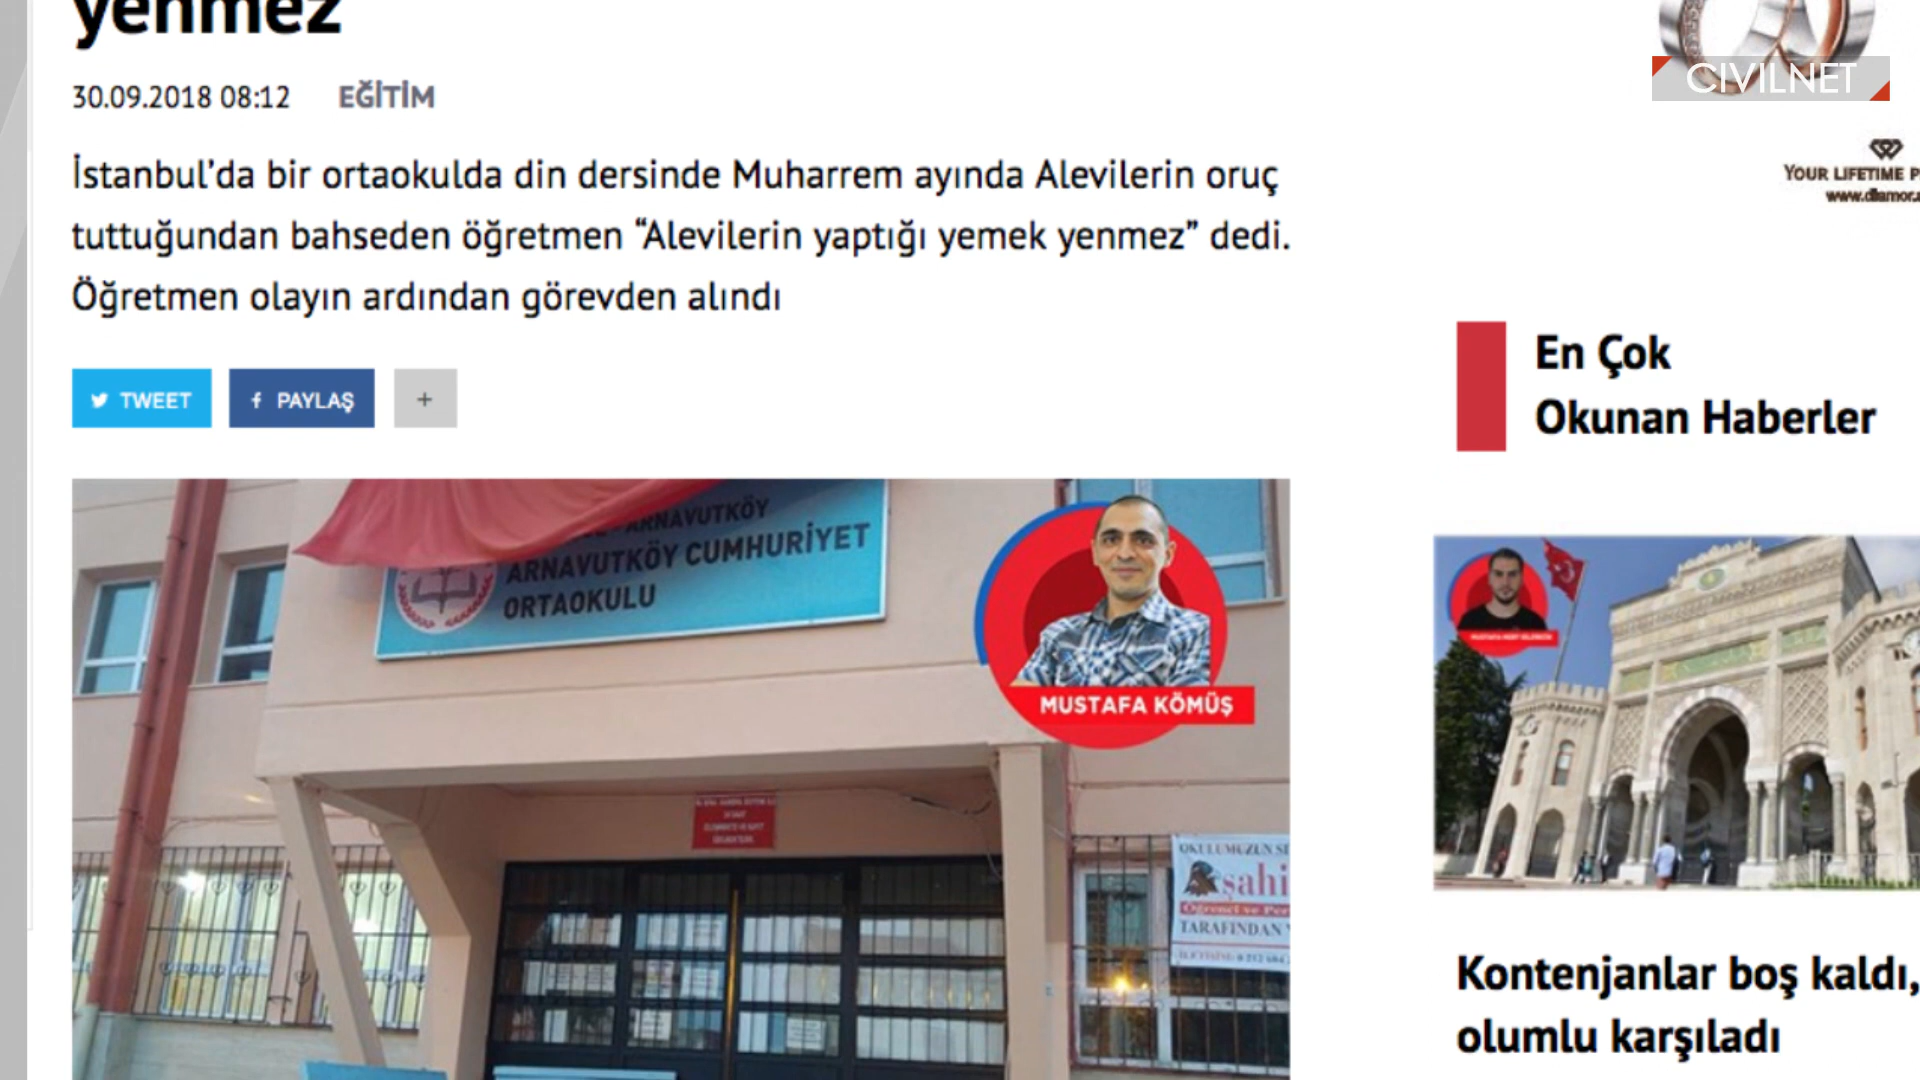 yenmez
CIVILNET
30.09.2018 08:12 EĞİTİM
YOUR LIFETIME
İstanbul’da bir ortaokulda din dersinde Muharrem ayında Alevilerin oruç
tuttuğundan bahseden öğretmen “Alevilerin yaptığı yemek yenmez” dedi.
Öğretmen olayın ardından görevden alındı
TWEET
PAYLAŞ
+
En Çok
Okunan Haberler
ARNAVUTKÖY
ARNAVUTKÖY CUMHURİYET
ORTAOKULU
MUSTAFA KÖMÜŞ
OKULUMUZUN
şahi
TARAFINDAN
Kontenjanlar boş kaldı,
olumlu karşıladı